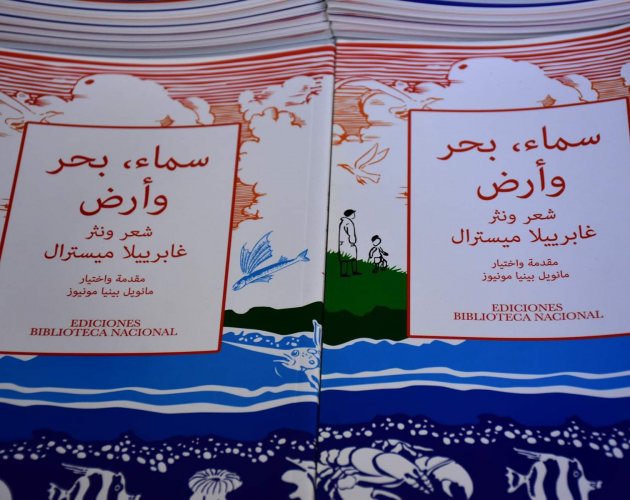 سماء، بحر
وأرض
شعر ونثر
غابرييلا ميسترال
مقدمة واختيار
مانويل بينيا مونيوز
EDICIONES
BIBLIOTECA NACIONAL
سماء، بحر
وأرض
شعر ونثر
غابرييلا ميسترال
مقدمة واختيار
مانويل بينيا مونيوز
EDICIONES
BIBLIOTECA NACIONAL